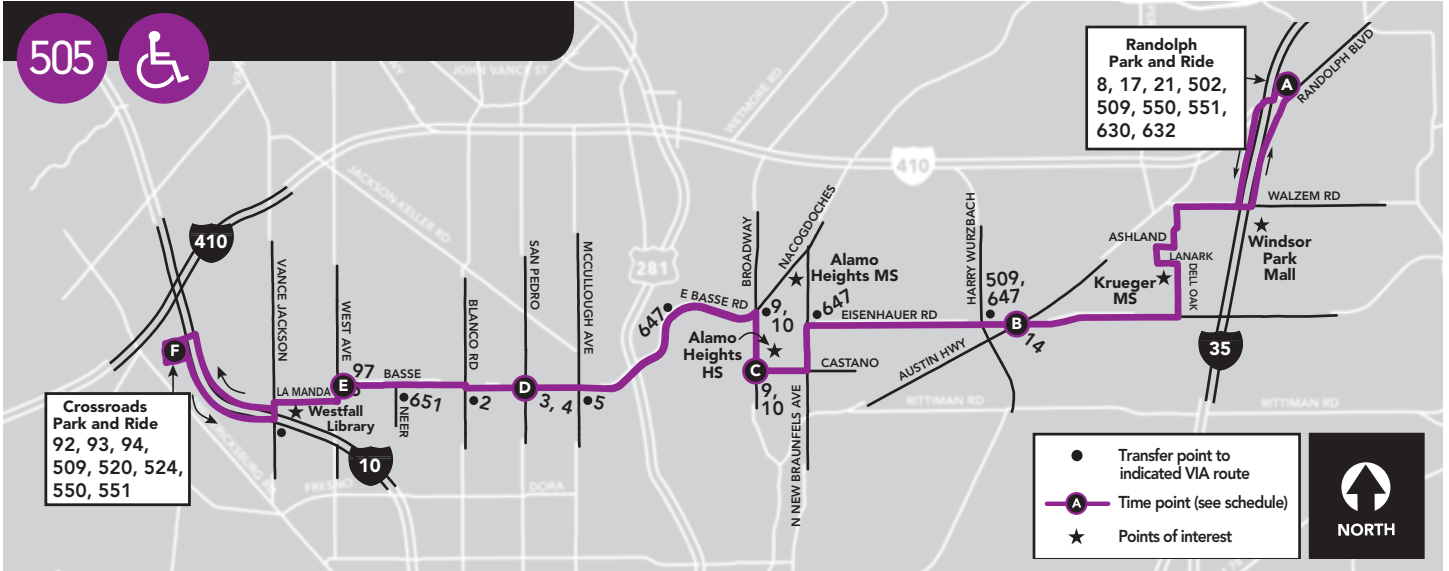 505
JOHN VANCE ST
WETMORE RD
410
JACKSON-KELLER RD
281
Randolph
Park and Ride
8, 17, 21, 502,
509, 550, 551,
630, 632
A
RANDOLPH BLVD
WALZEM RD
Windsor
Park
Mall
ASHLAND
LANARK
DELL OAK
Krueger
MS
35
410
VANCE JACKSON
WEST AVE
BLANCO RD
SAN PEDRO
MCCULLOUGH AVE
BROADWAY
NACOGDOCHES
Alamo
Heights MS
647
HARRY WURZBACH
509,
647
E BASSE RD
647
9,
10
EISENHAUER RD
B
14
AUSTIN HWY
Alamo
Heights
HS
C
9,
10
CASTANO
N NEW BRAUNFELS AVE
RITTIMAN RD
RITTIMAN RD
F
LA MANDA
E
97
BASSE
651
NEER
2
D
3, 4
5
Westfall
Library
10
FRESNO
DORA
Crossroads
Park and Ride
92, 93, 94,
509, 520, 524,
550, 551
Transfer point to
indicated VIA route
A
Time point (see schedule)
Points of interest
NORTH